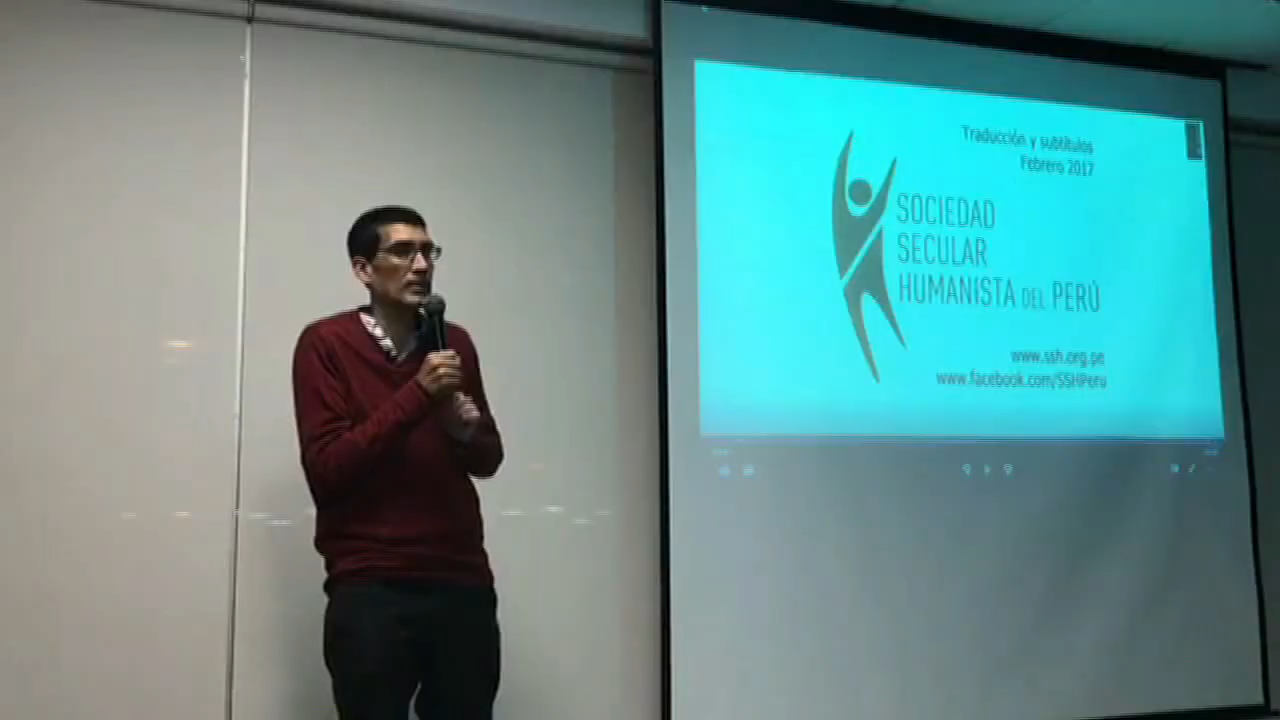 Traducción y subtítulos
Febrero 2017
SOCIEDAD
SECULAR
HUMANISTA DEL PERÚ
www.ssh.org.pe
www.facebook.com/SSHPeru